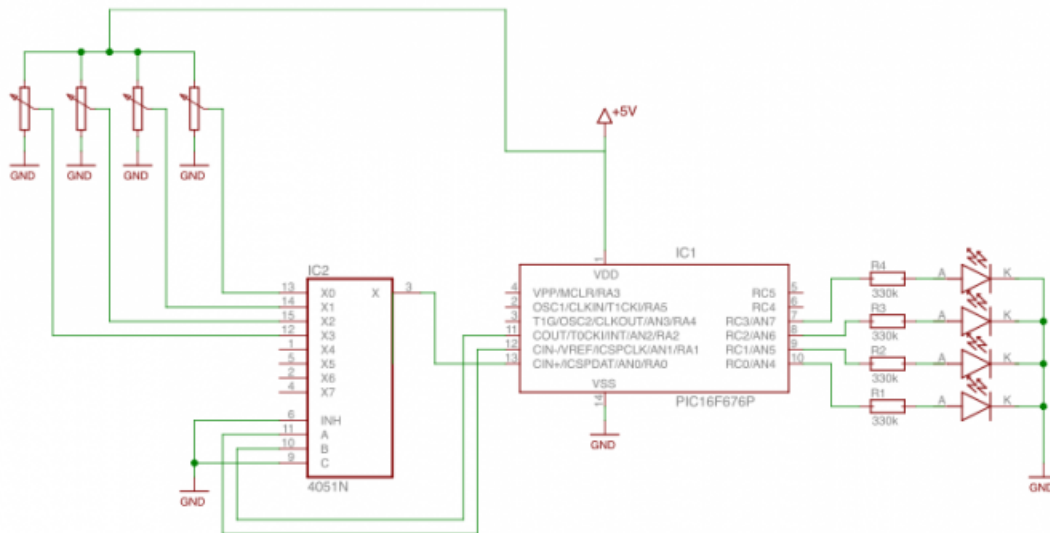 +5V
GND
GND
GND
GND
IC2
13 X0 X 3
14 X1
15 X2
12 X3
1 X4
5 X5
2 X6
4 X7
6 INH
11 A
10 B
9 C
4051N
GND
IC1
1
VDD
4 VPP/MCLR/RA3 RC5 5
2 OSC1/CLKIN/T1CKI/RA5 RC4 6
3 T1G/OSC2/CLKOUT/AN3/RA4 RC3/AN7 7
11 COUT/T0CKI/INT/AN2/RA2 RC2/AN6 8
12 CIN-/VREF/ICSPCLK/AN1/RA1 RC1/AN5 9
13 CIN+/ICSPDAT/AN0/RA0 RC0/AN4 10
VSS
14
PIC16F676P
GND
R4
330k
A K
R3
330k
A K
R2
330k
A K
R1
330k
A K
GND